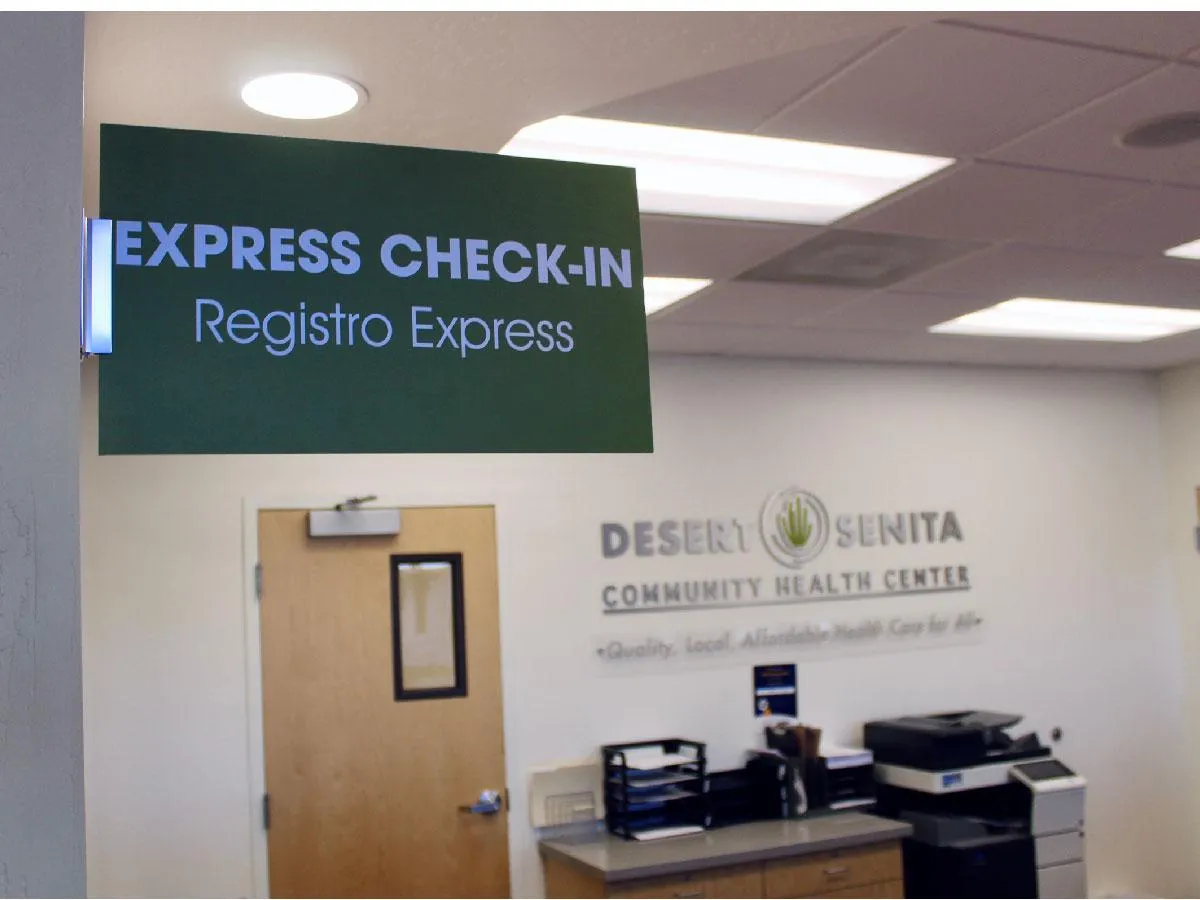 EXPRESS CHECK-IN
Registro Express
DESERT SENITA
COMMUNITY HEALTH CENTER
•Quality, Local, Affordable Health Care for All•